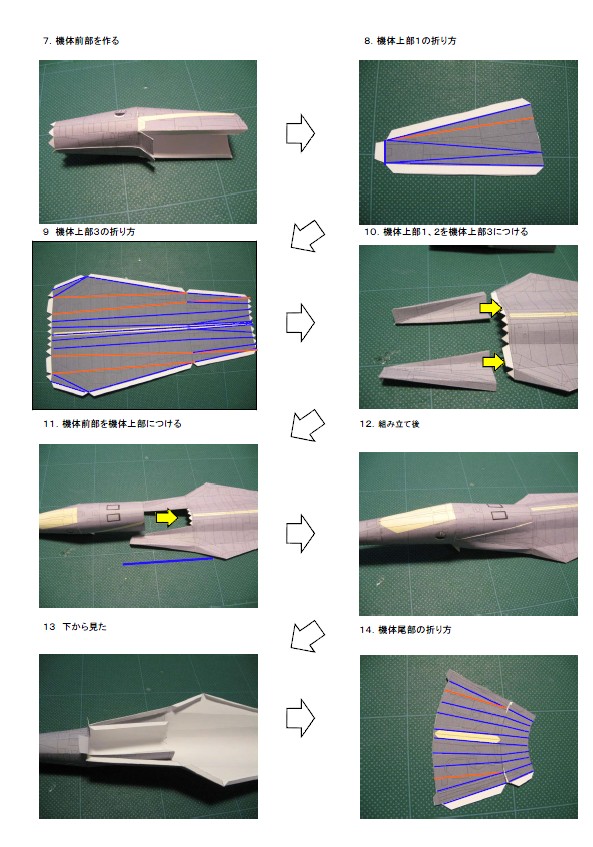 7. 機体前部を作る
8. 機体上部1の折り方
9 機体上部3の折り方
10. 機体上部1、2を機体上部3につける
11. 機体前部を機体上部につける
12. 組み立て後
13 下から見た
14. 機体尾部の折り方